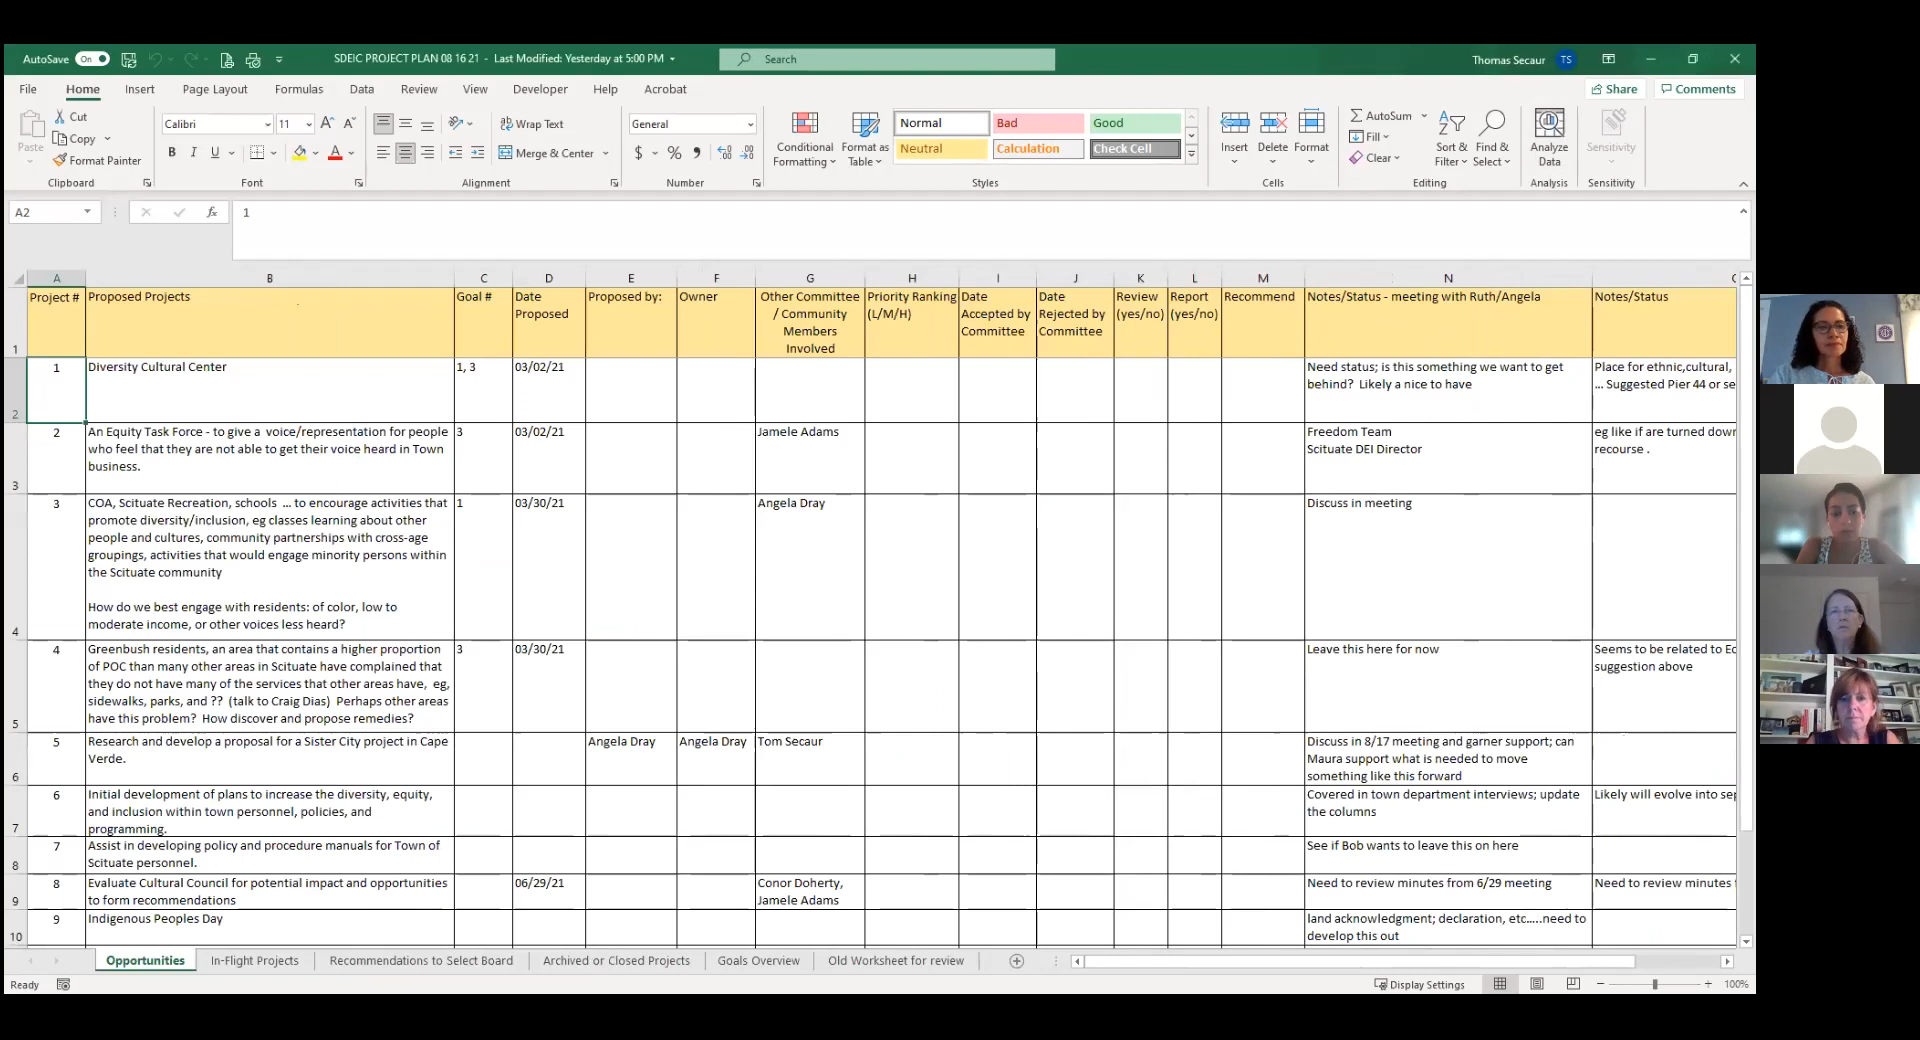 AutoSave On SDEIC PROJECT PLAN 08 16 21 - Last Modified: Yesterday at 5:00 PM Search Thomas Secaur TS
File Home Insert Page Layout Formulas Data Review View Developer Help Acrobat Share Comments
Paste
Cut
Copy
Format Painter
Clipboard
Calibri 11
B I U
Font
Wrap Text
Merge & Center
Alignment
General
$ % ,
Number
Conditional
Formatting
Format as
Table
Normal Bad Good
Neutral Calculation Check Cell
Styles
Insert Delete Format
Cells
AutoSum
Fill
Clear
Sort &
Filter
Find &
Select
Editing
Analyze
Data
Analysis
Sensitivity
Sensitivity
A2 fx 1
A B C D E F G H I J K L M N
1
Project #
Proposed Projects
Goal #
Date
Proposed
Proposed by:
Owner
Other Committee
/ Community
Members
Involved
Priority Ranking
(L/M/H)
Date
Accepted by
Committee
Date
Rejected by
Committee
Review
(yes/no)
Report
(yes/no)
Recommend
Notes/Status - meeting with Ruth/Angela
Notes/Status
2
1
Diversity Cultural Center
1, 3
03/02/21
Need status; is this something we want to get
behind? Likely a nice to have
Place for ethnic,cultural,
... Suggested Pier 44 or se
3
2
An Equity Task Force - to give a voice/representation for people
who feel that they are not able to get their voice heard in Town
business.
3
03/02/21
Jamele Adams
Freedom Team
Scituate DEI Director
eg like if are turned down
recourse .
4
3
COA, Scituate Recreation, schools ... to encourage activities that
promote diversity/inclusion, eg classes learning about other
people and cultures, community partnerships with cross-age
groupings, activities that would engage minority persons within
the Scituate community
How do we best engage with residents: of color, low to
moderate income, or other voices less heard?
1
03/30/21
Angela Dray
Discuss in meeting
5
4
Greenbush residents, an area that contains a higher proportion
of POC than many other areas in Scituate have complained that
they do not have many of the services that other areas have, eg,
sidewalks, parks, and ?? (talk to Craig Dias) Perhaps other areas
have this problem? How discover and propose remedies?
3
03/30/21
Leave this here for now
Seems to be related to Ec
suggestion above
6
5
Research and develop a proposal for a Sister City project in Cape
Verde.
Angela Dray
Angela Dray
Tom Secaur
Discuss in 8/17 meeting and garner support; can
Maura support what is needed to move
something like this forward
7
6
Initial development of plans to increase the diversity, equity,
and inclusion within town personnel, policies, and
programming.
Covered in town department interviews; update
the columns
Likely will evolve into sep
8
7
Assist in developing policy and procedure manuals for Town of
Scituate personnel.
See if Bob wants to leave this on here
9
8
Evaluate Cultural Council for potential impact and opportunities
to form recommendations
06/29/21
Conor Doherty,
Jamele Adams
Need to review minutes from 6/29 meeting
Need to review minutes
10
9
Indigenous Peoples Day
land acknowledgment; declaration, etc.....need to
develop this out
Opportunities In-Flight Projects Recommendations to Select Board Archived or Closed Projects Goals Overview Old Worksheet for review
Ready Display Settings 100%